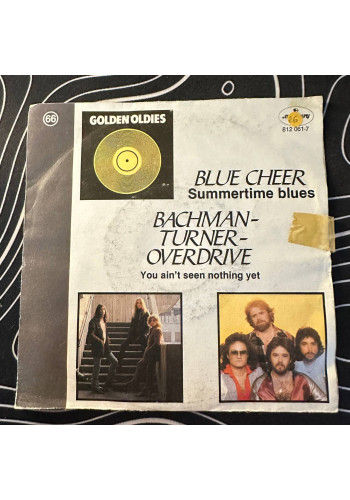 66
GOLDEN OLDIES
812 061-7
BLUE CHEER
Summertime blues
BACHMAN-
TURNER-
OVERDRIVE
You ain't seen nothing yet